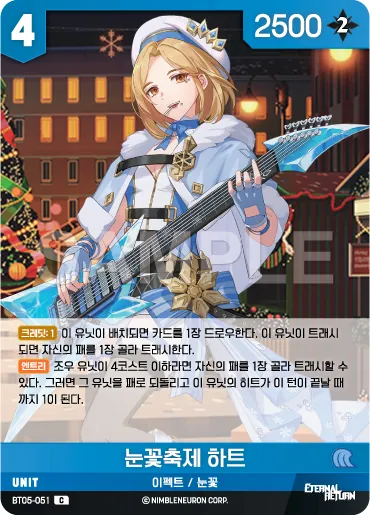 4
2500 2
SAMPLE
크레딧: 1 이 유닛이 배치되면 카드를 1장 드로우한다. 이 유닛이 트래시
되면 자신의 패를 1장 골라 트래시한다.
엔트리 조우 유닛이 4코스트 이하라면 자신의 패를 1장 골라 트래시할 수
있다. 그러면 그 유닛을 패로 되돌리고 이 유닛의 히트가 이 턴이 끝날 때
까지 1이 된다.
눈꽃축제 하트
UNIT 이펙트 / 눈꽃
BT05-051 C ⓒ NIMBLENEURON CORP. ETERNAL RETURN